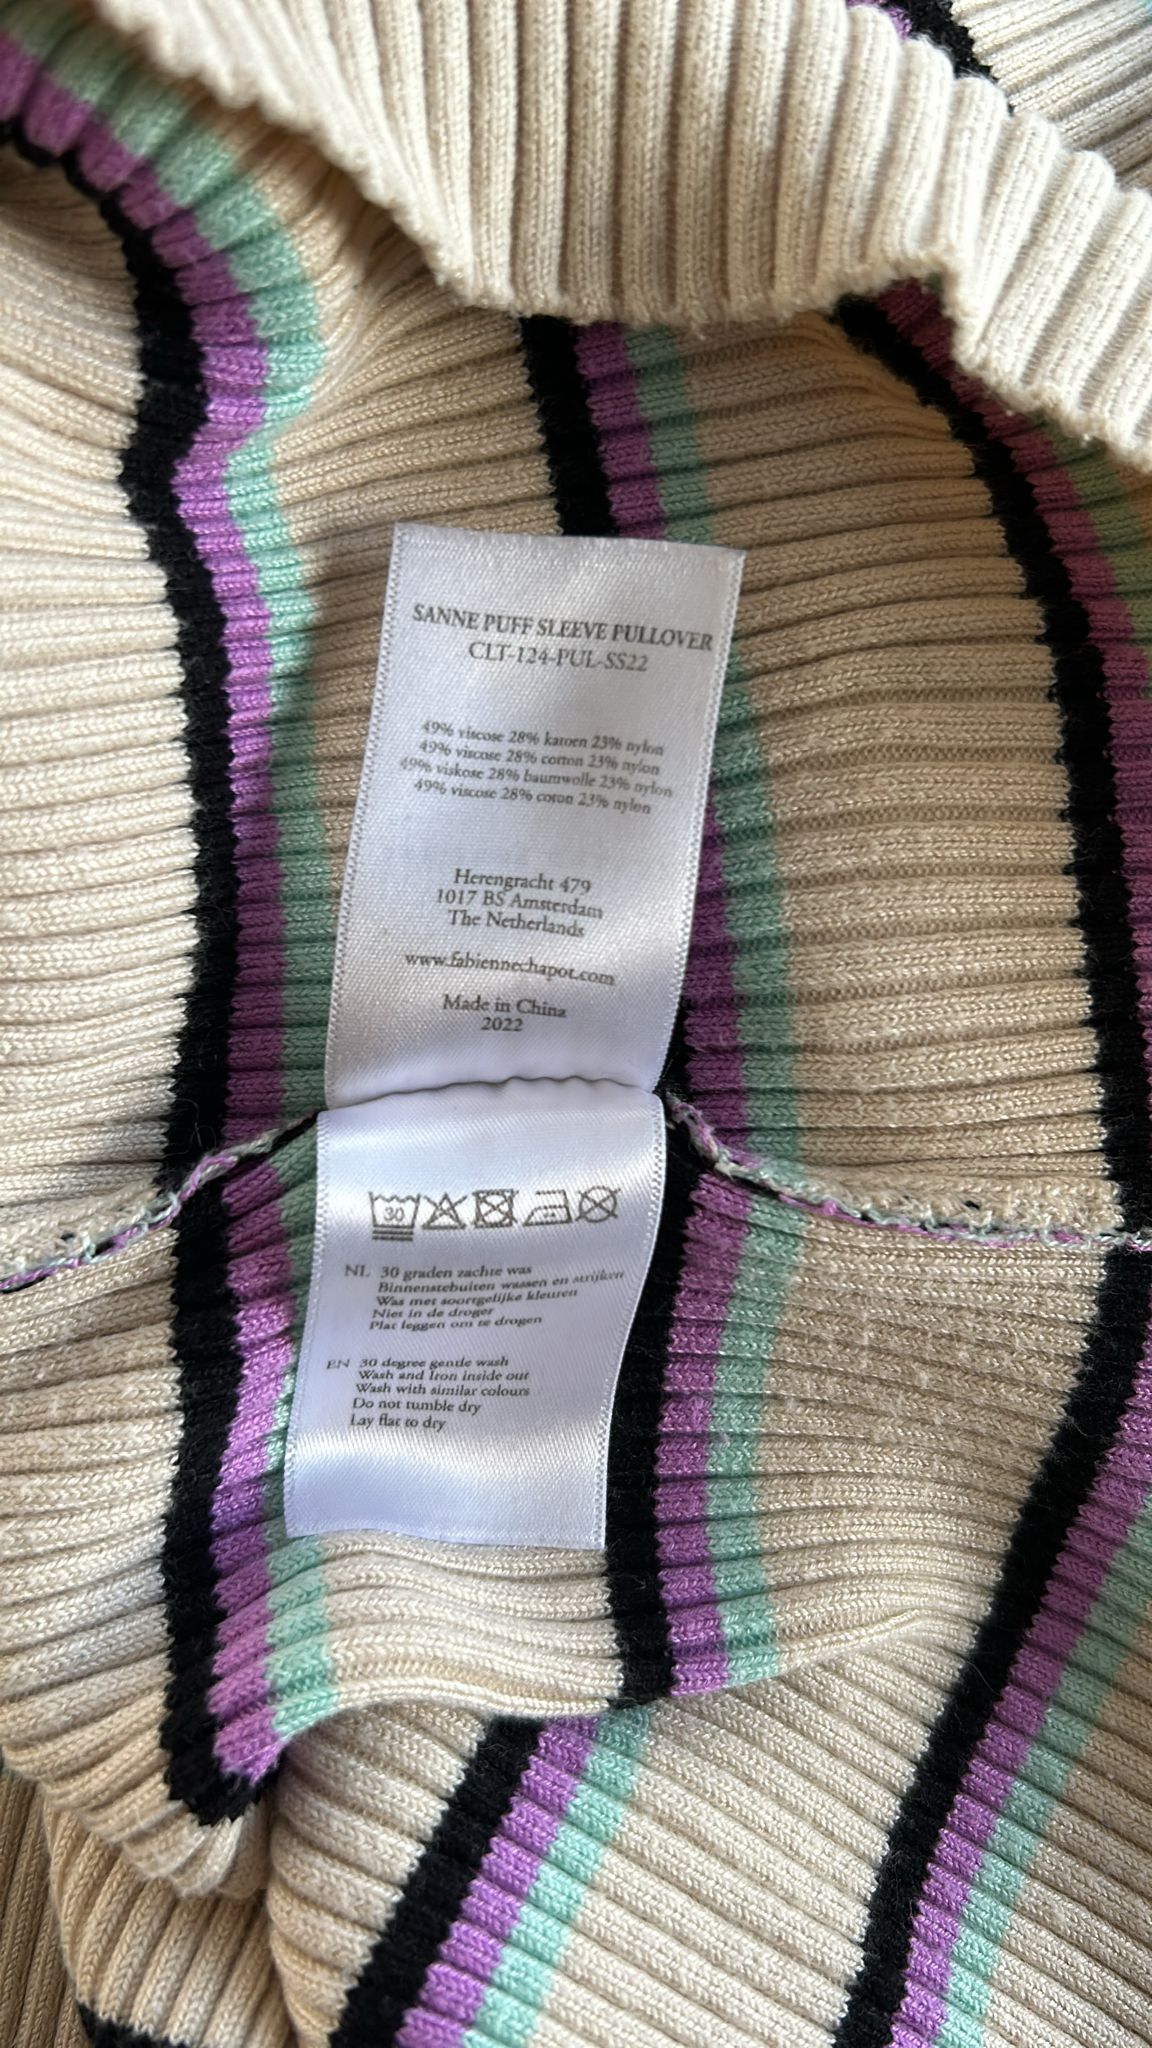 SANNE PUFF SLEEVE PULLOVER
CLT-124-PUL-SS22
49% viscose 28% katoen 23% nylon
49% viscose 28% cotton 23% nylon
49% viskose 28% baumwolle 23% nylon
49% viscose 28% coton 23% nylon
Herengracht 479
1017 BS Amsterdam
The Netherlands
www.fabiennechapot.com
Made in China
2022
30
NL 30 graden zachte was
Binnenstebuiten wassen en strijken
Was met soortgelijke kleuren
Niet in de droger
Plat leggen om te drogen
EN 30 degree gentle wash
Wash and Iron inside out
Wash with similar colours
Do not tumble dry
Lay flat to dry